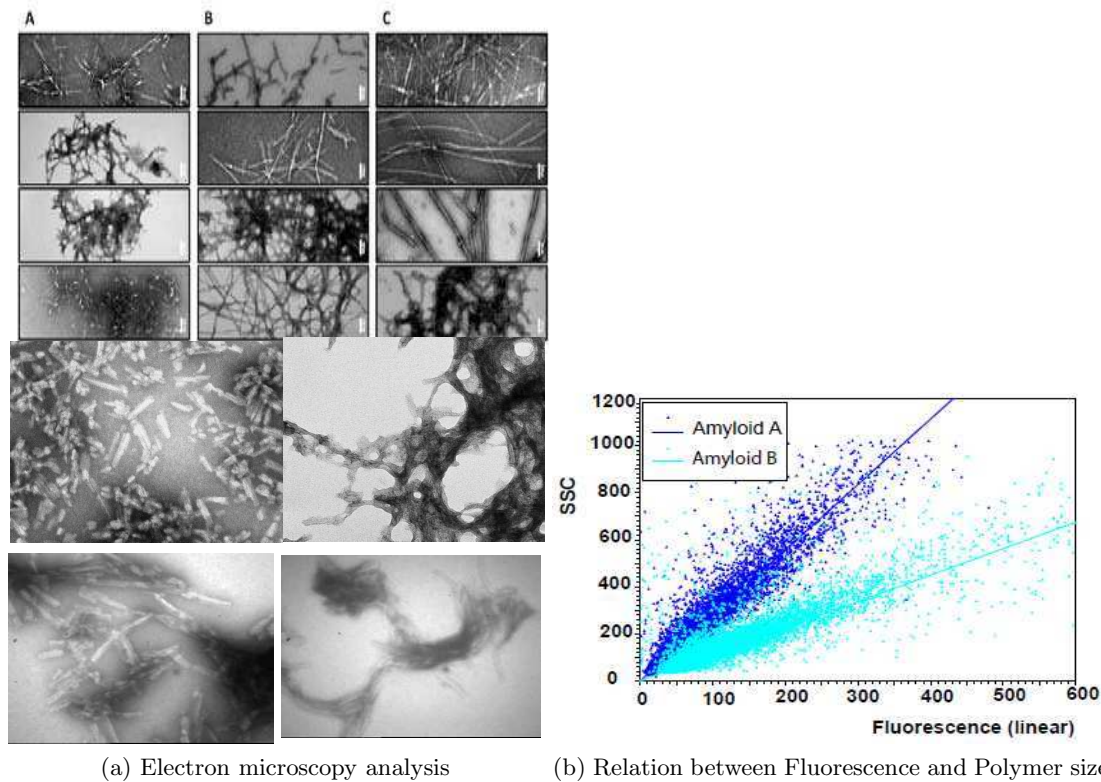 A B C
1200
1000
800
600
400
200
0
SSC
Amyloid A
Amyloid B
0 100 200 300 400 500 600
Fluorescence (linear)
(a) Electron microscopy analysis
(b) Relation between Fluorescence and Polymer size